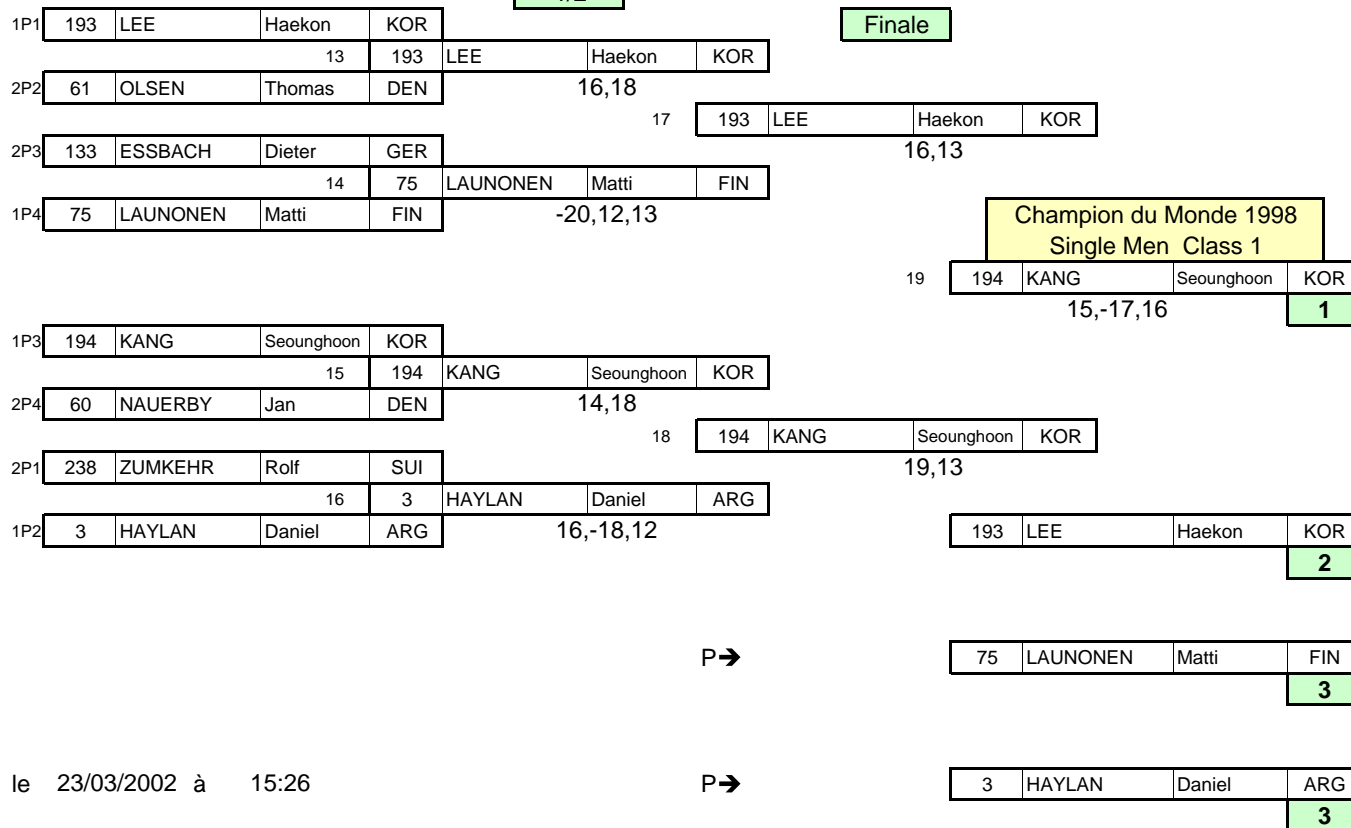 1P1 193 LEE Haekon KOR Finale
13 193 LEE Haekon KOR
2P2 61 OLSEN Thomas DEN 16,18
17 193 LEE Haekon KOR
2P3 133 ESSBACH Dieter GER 16,13
14 75 LAUNONEN Matti FIN
1P4 75 LAUNONEN Matti FIN -20,12,13 Champion du Monde 1998
Single Men Class 1
19 194 KANG Seounghoon KOR
15,-17,16 1
1P3 194 KANG Seounghoon KOR
15 194 KANG Seounghoon KOR
2P4 60 NAUERBY Jan DEN 14,18
18 194 KANG Seounghoon KOR
2P1 238 ZUMKEHR Rolf SUI 19,13
16 3 HAYLAN Daniel ARG
1P2 3 HAYLAN Daniel ARG 16,-18,12 193 LEE Haekon KOR
2
P➔ 75 LAUNONEN Matti FIN
3
le 23/03/2002 à 15:26 P➔ 3 HAYLAN Daniel ARG
3